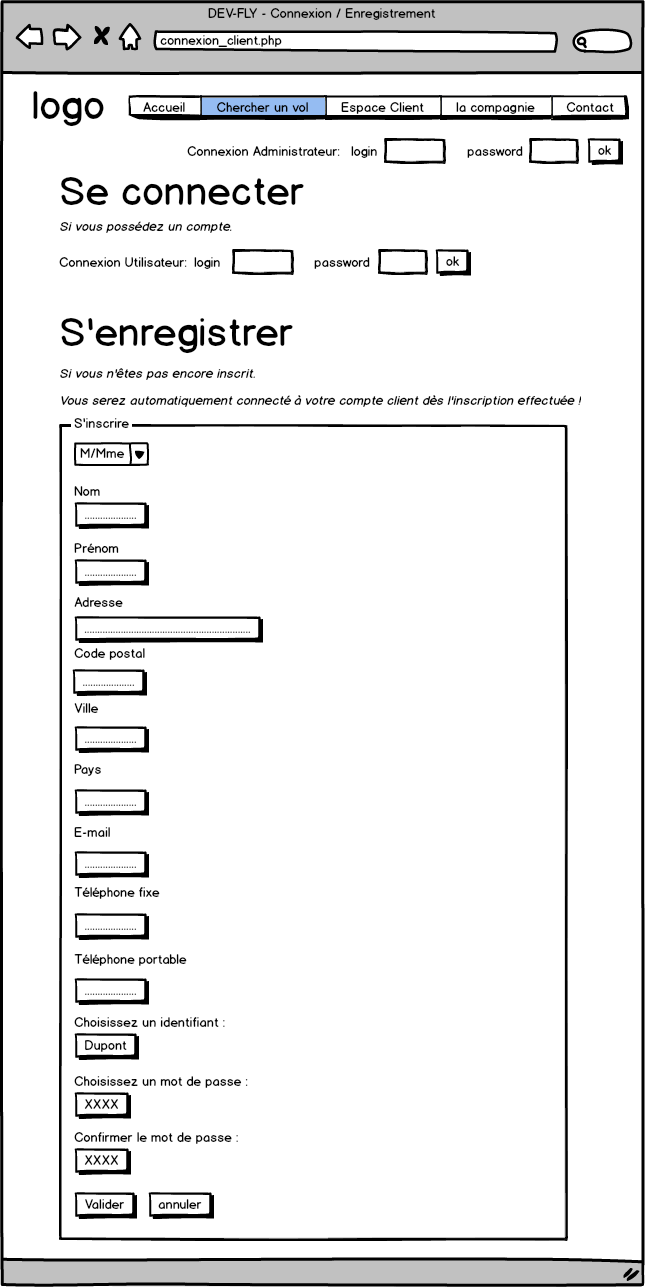 DEV-FLY - Connexion / Enregistrement
connexion_client.php
logo
Accueil Chercher un vol Espace Client la compagnie Contact
Connexion Administrateur: login password ok
Se connecter
Si vous possédez un compte.
Connexion Utilisateur: login password ok
S'enregistrer
Si vous n'êtes pas encore inscrit.
Vous serez automatiquement connecté à votre compte client dès l'inscription effectuée !
S'inscrire
M/Mme
Nom
....................
Prénom
....................
Adresse
................................................................
Code postal
....................
Ville
....................
Pays
....................
E-mail
....................
Téléphone fixe
....................
Téléphone portable
....................
Choisissez un identifiant :
Dupont
Choisissez un mot de passe :
XXXX
Confirmer le mot de passe :
XXXX
Valider annuler